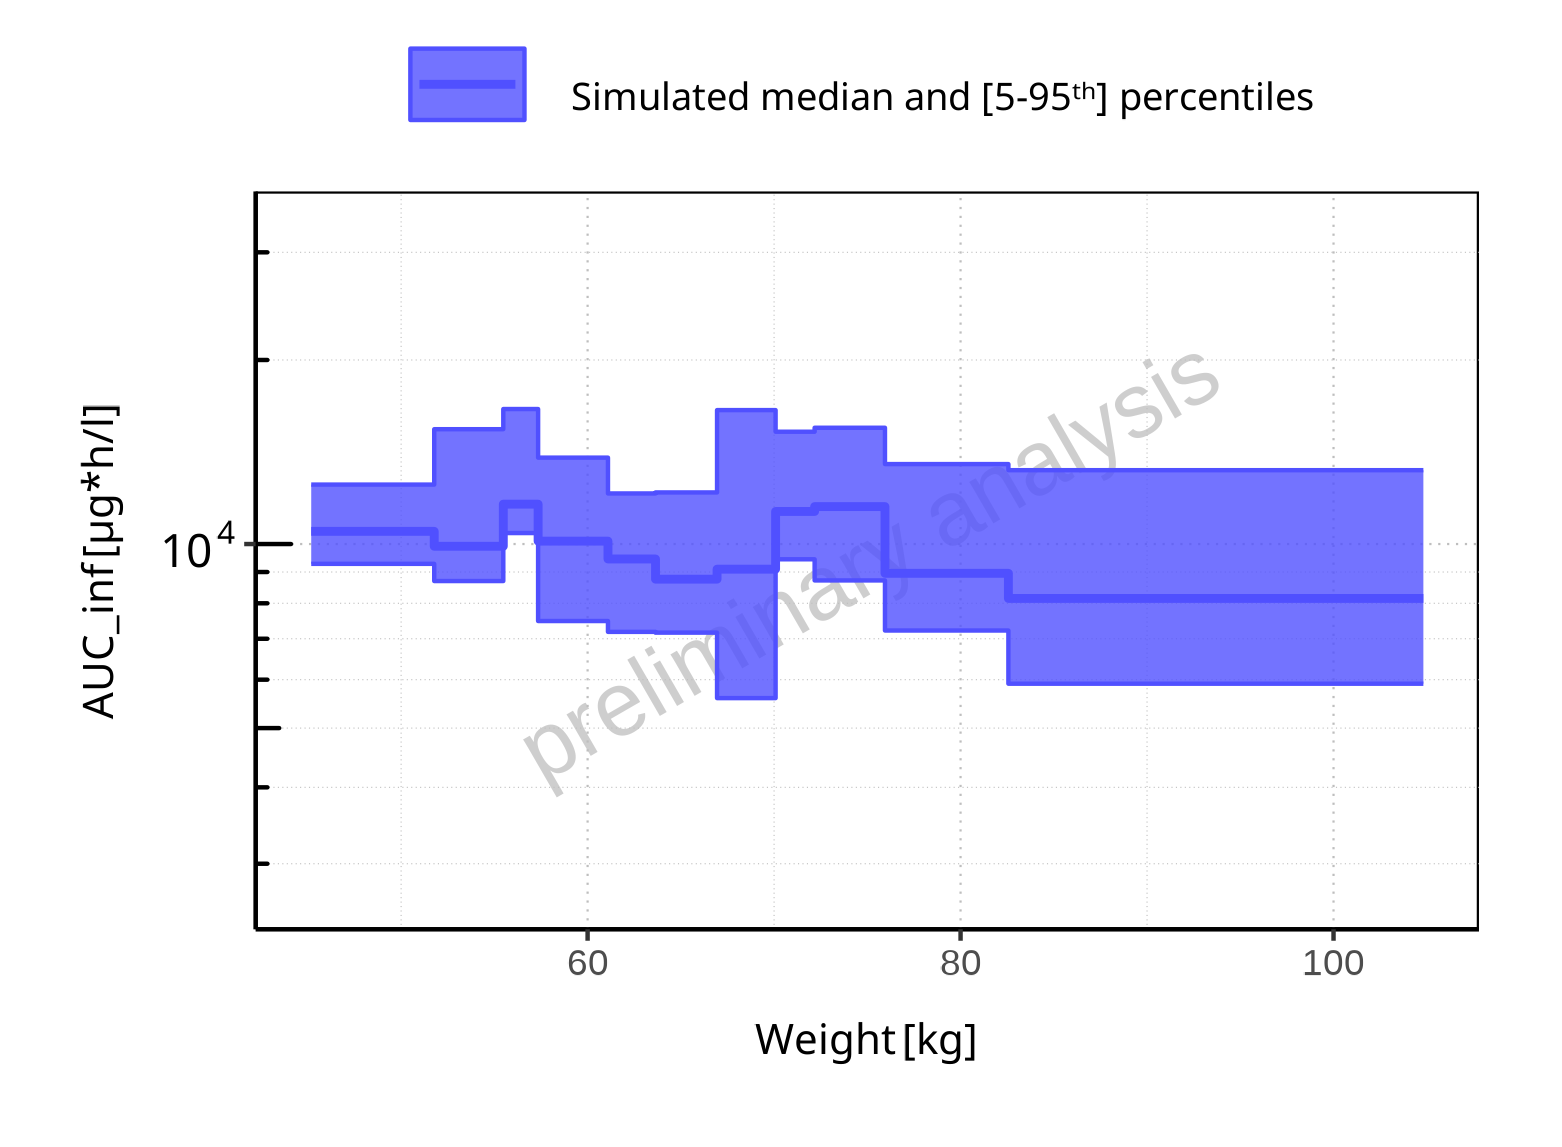 Simulated median and [5-95ᵗʰ] percentiles
AUC_inf [µg*h/l]
10⁴
preliminary analysis
60
80
100
Weight [kg]